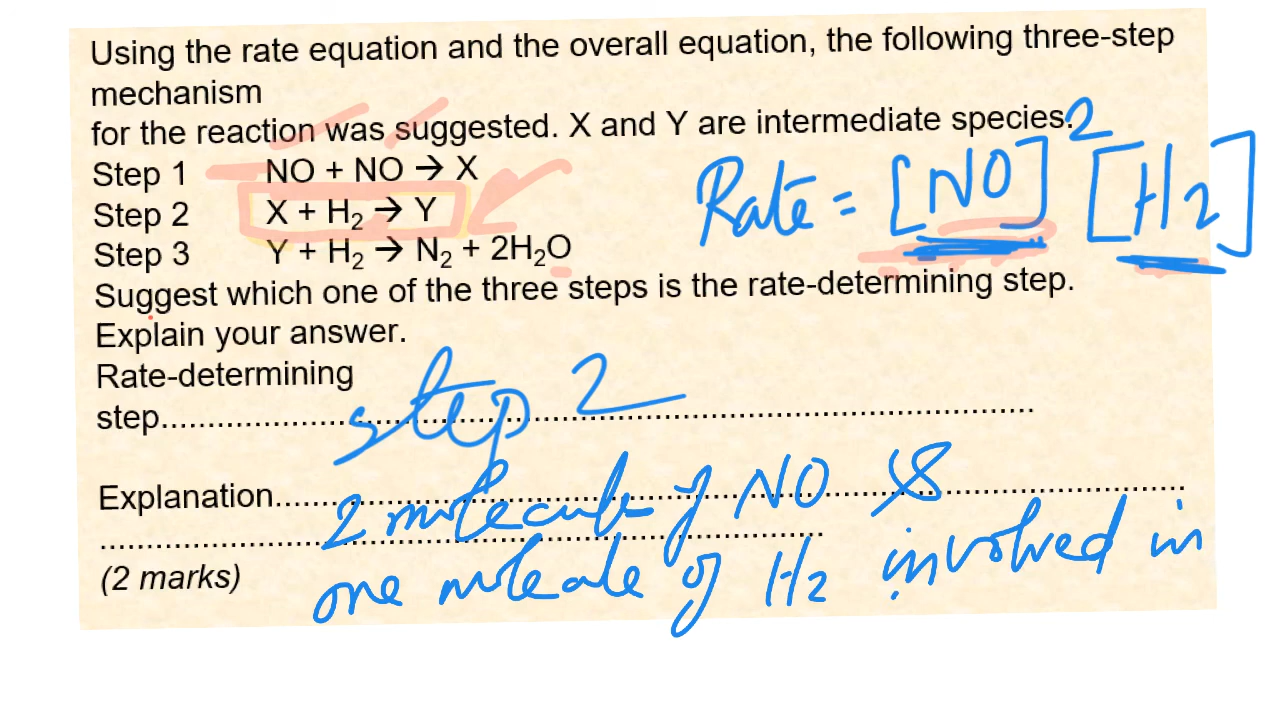 Using the rate equation and the overall equation, the following three-step
mechanism
for the reaction was suggested. X and Y are intermediate species.
Step 1 NO + NO → X
Step 2 X + H₂ → Y
Step 3 Y + H₂ → N₂ + 2H₂O
Rate = [NO]² [H₂]
Suggest which one of the three steps is the rate-determining step.
Explain your answer.
Rate-determining
step.......... step 2
Explanation.......... 2 molecule of NO &
(2 marks) one molecule of H₂ involved in